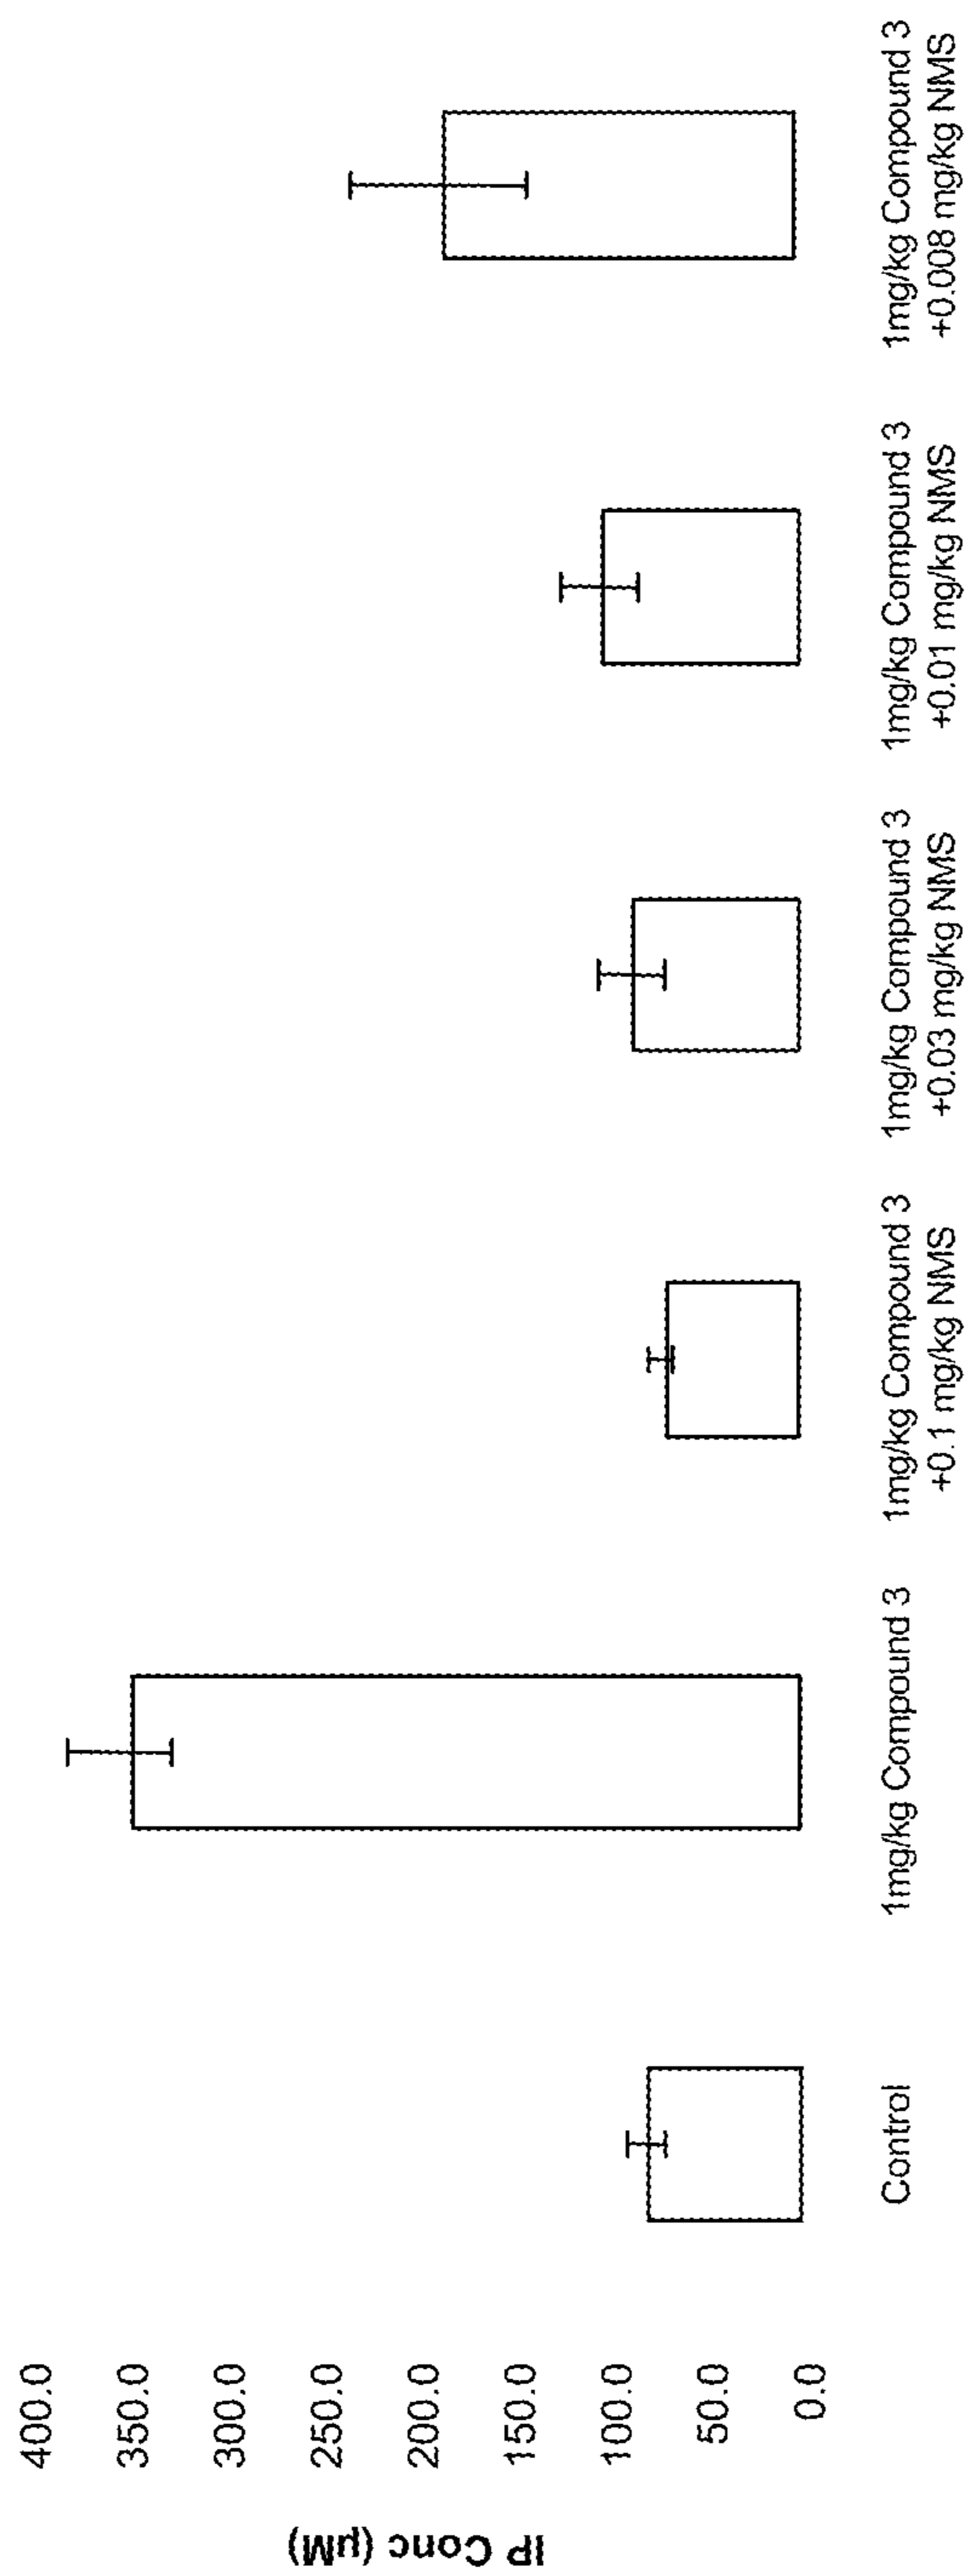 IP Conc (µM)
400.0
350.0
300.0
250.0
200.0
150.0
100.0
50.0
0.0
Control
1mg/kg Compound 3
1mg/kg Compound 3
+0.1 mg/kg NMS
1mg/kg Compound 3
+0.03 mg/kg NMS
1mg/kg Compound 3
+0.01 mg/kg NMS
1mg/kg Compound 3
+0.008 mg/kg NMS